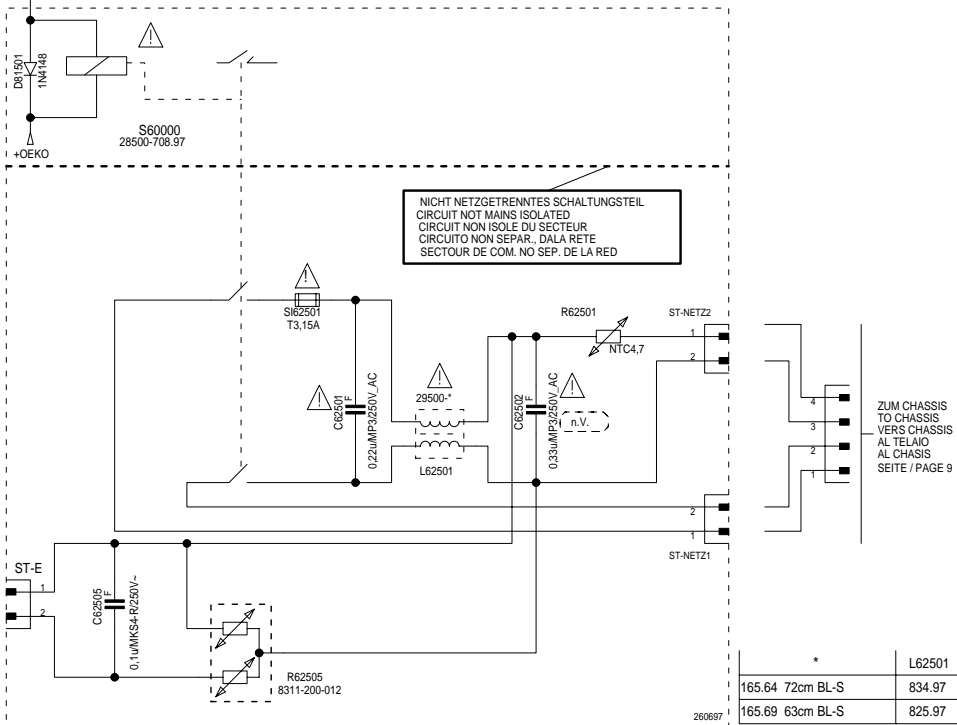 D81501
1N4148
+OEKO
S60000
28500-708.97
NICHT NETZGETRENNTES SCHALTUNGSTEIL
CIRCUIT NOT MAINS ISOLATED
CIRCUIT NON ISOLE DU SECTEUR
CIRCUITO NON SEPAR., DALA RETE
SECTOUR DE COM. NO SEP. DE LA RED
!
!
SI62501
T3,15A
!
C62501
F
0,22u/MP3/250V_AC
!
29500-*
L62501
R62501
NTC4,7
C62502
F
0,33u/MP3/250V_AC
!
n.V.
ST-NETZ2
1
2
2
1
ST-NETZ1
4
3
2
1
ZUM CHASSIS
TO CHASSIS
VERS CHASSIS
AL TELAIO
AL CHASIS
SEITE / PAGE 9
ST-E
1
2
C62505
F
0,1u/MKS4-R/250V~
R62505
8311-200-012
260697
* L62501
165.64 72cm BL-S 834.97
165.69 63cm BL-S 825.97